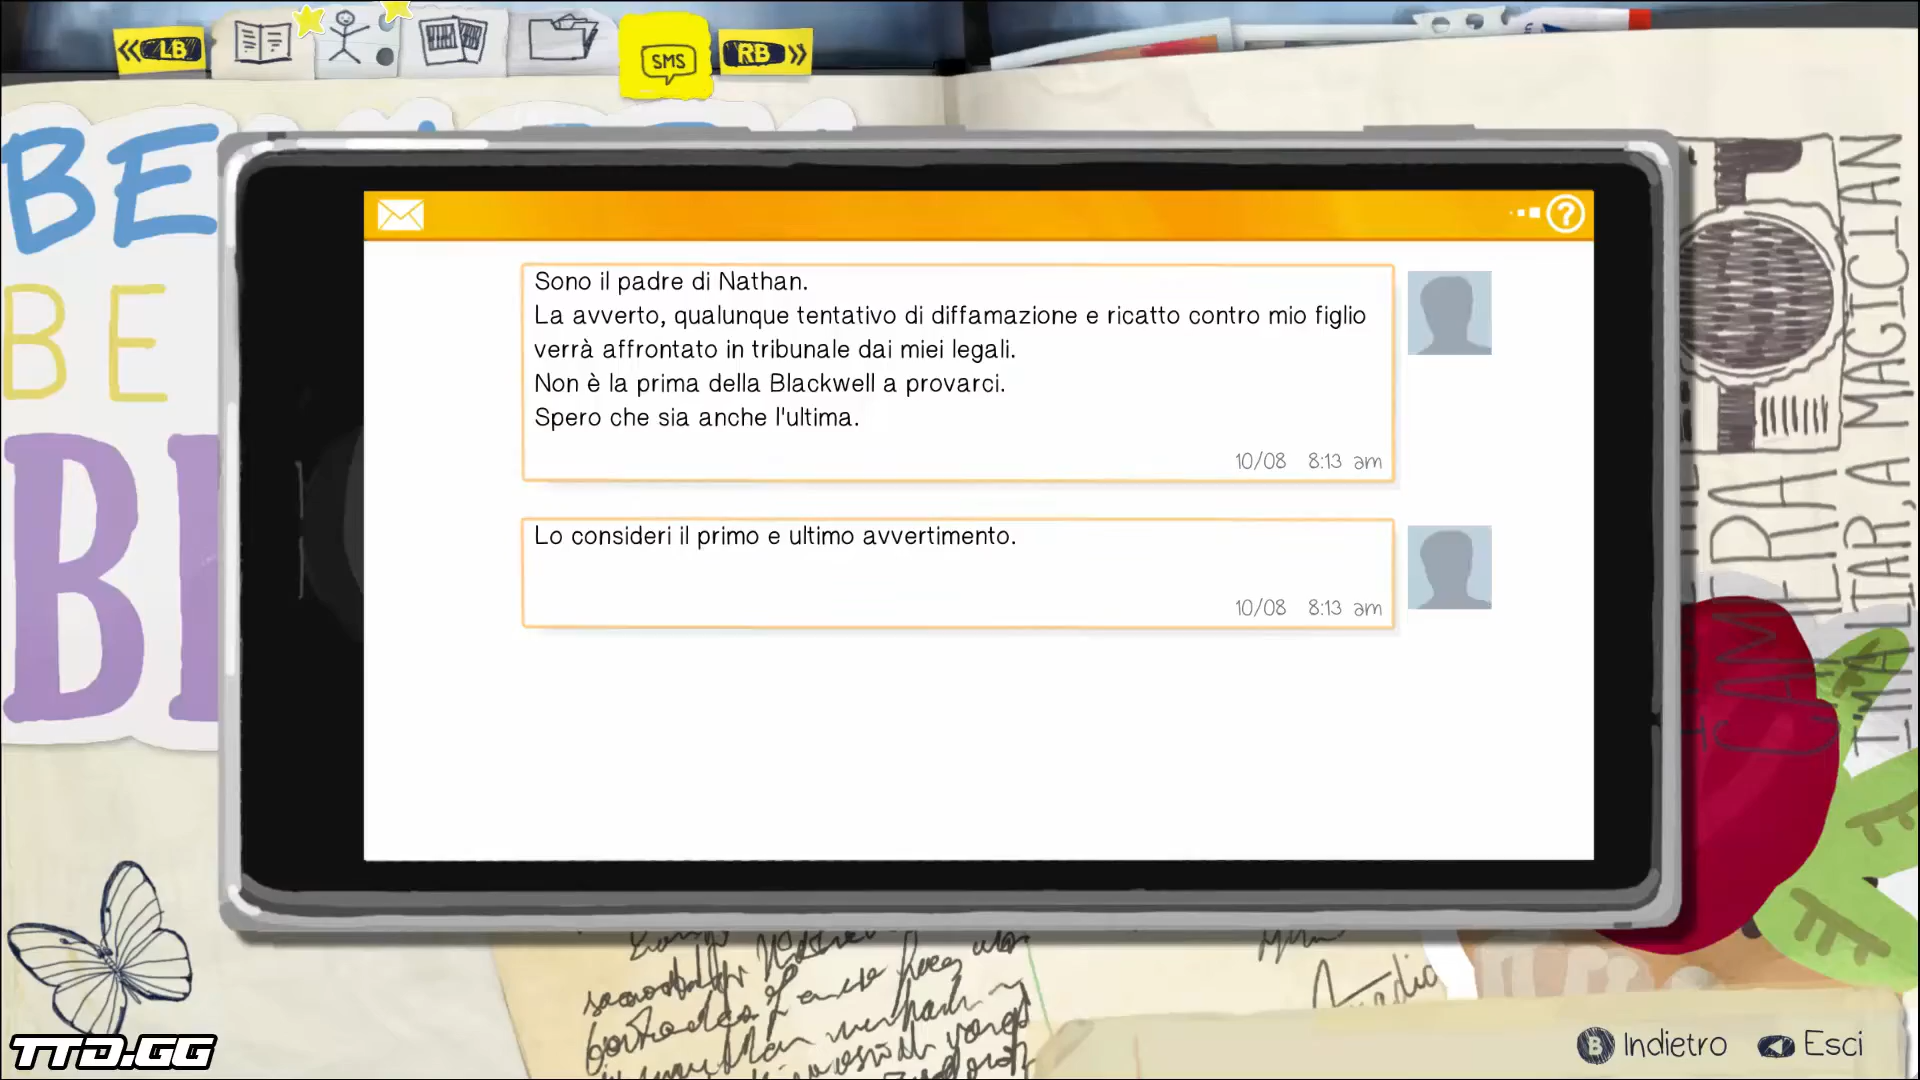 LB
SMS
RB
BE
BE
Sono il padre di Nathan.
La avverto, qualunque tentativo di diffamazione e ricatto contro mio figlio
verrà affrontato in tribunale dai miei legali.
Non è la prima della Blackwell a provarci.
Spero che sia anche l'ultima.
10/08 8:13 am
Lo consideri il primo e ultimo avvertimento.
10/08 8:13 am
MAGICIAN
TTD.GG
B Indietro
Esci